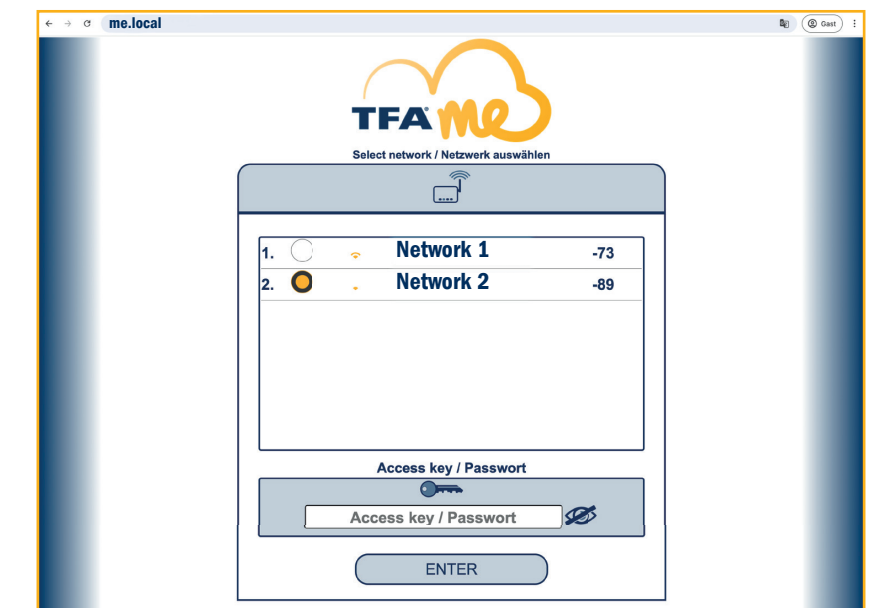 me.local
Gast
TFA me
Select network / Netzwerk auswählen
1. Network 1 -73
2. Network 2 -89
Access key / Passwort
Access key / Passwort
ENTER